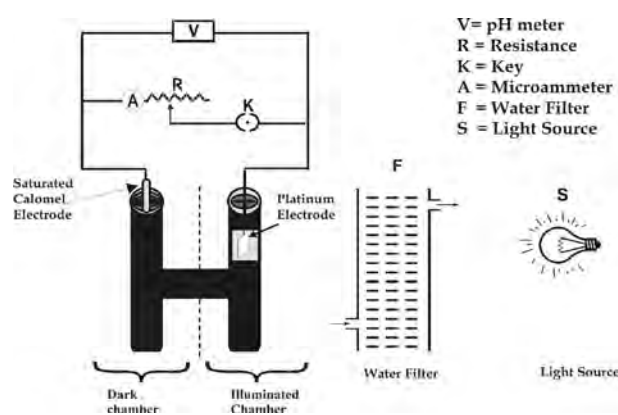 V
V= pH meter
R = Resistance
K = Key
A = Microammeter
F = Water Filter
S = Light Source
R
A
K
F
S
Saturated
Calomel
Electrode
Platinum
Electrode
Water Filter
Light Source
Dark
chamber
Illuminated
Chamber